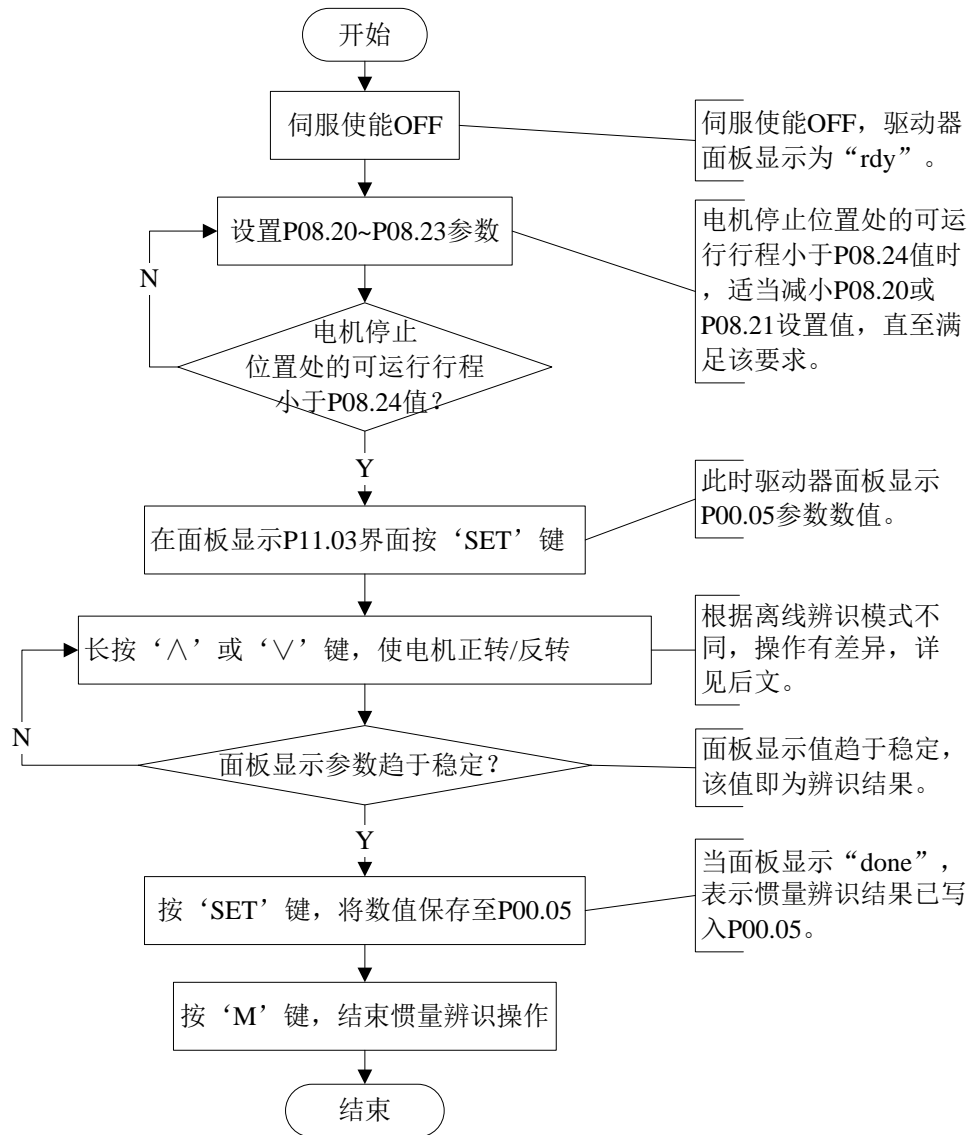 开始
伺服使能OFF
伺服使能OFF，驱动器
面板显示为“rdy”。
设置P08.20~P08.23参数
电机停止位置处的可运
行行程小于P08.24值时
，适当减小P08.20或
P08.21设置值，直至满
足该要求。
N
电机停止
位置处的可运行行程
小于P08.24值？
Y
在面板显示P11.03界面按‘SET’键
此时驱动器面板显示
P00.05参数数值。
长按‘∧’或‘∨’键，使电机正转/反转
根据离线辨识模式不
同，操作有差异，详
见后文。
N
面板显示参数趋于稳定？
面板显示值趋于稳定，
该值即为辨识结果。
Y
按‘SET’键，将数值保存至P00.05
当面板显示“done”，
表示惯量辨识结果已写
入P00.05。
按‘M’键，结束惯量辨识操作
结束